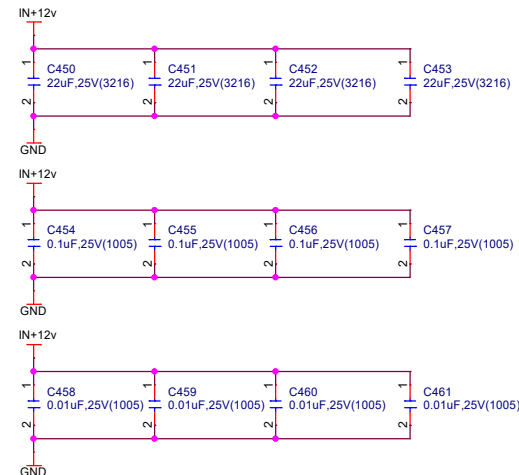 IN+12v
1 1 1 1
C450 C451 C452 C453
22uF,25V(3216) 22uF,25V(3216) 22uF,25V(3216) 22uF,25V(3216)
2 2 2 2
GND
IN+12v
1 1 1 1
C454 C455 C456 C457
0.1uF,25V(1005) 0.1uF,25V(1005) 0.1uF,25V(1005) 0.1uF,25V(1005)
2 2 2 2
GND
IN+12v
1 1 1 1
C458 C459 C460 C461
0.01uF,25V(1005) 0.01uF,25V(1005) 0.01uF,25V(1005) 0.01uF,25V(1005)
2 2 2 2
GND